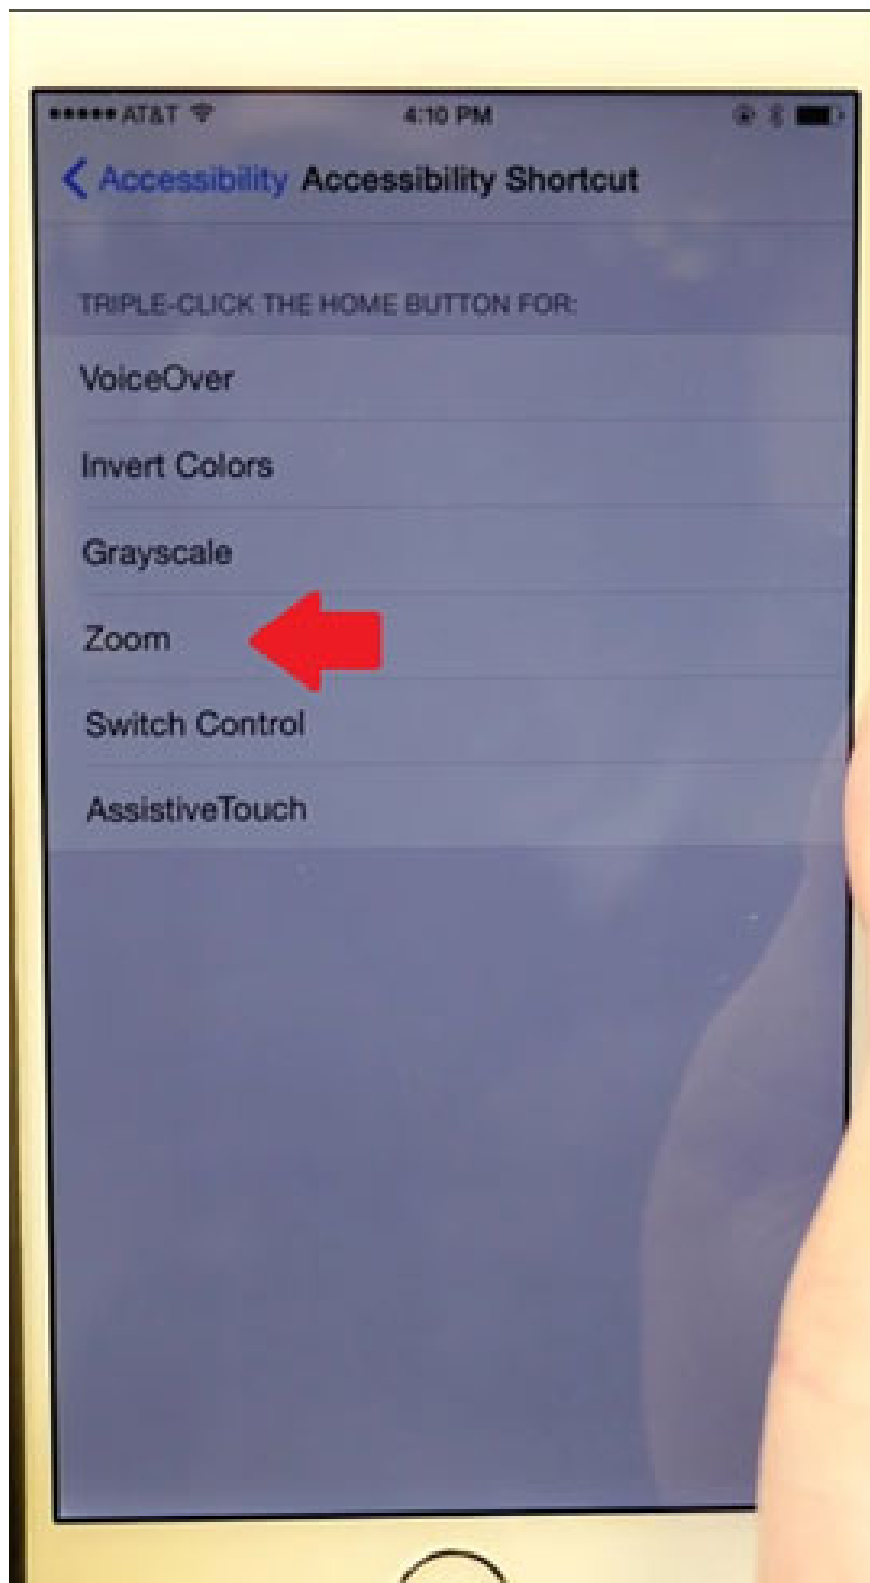 AT&T 4:10 PM
Accessibility Accessibility Shortcut
TRIPLE-CLICK THE HOME BUTTON FOR:
VoiceOver
Invert Colors
Grayscale
Zoom
Switch Control
AssistiveTouch